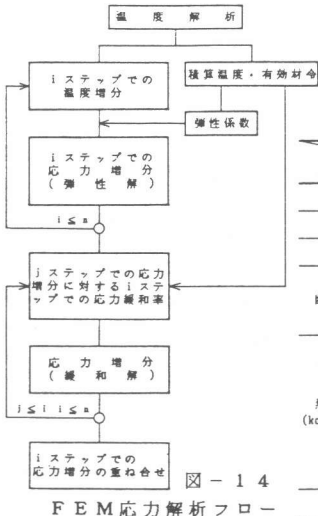 温度解析
iステップでの
温度増分
積算温度・有効材令
弾性係数
iステップでの
応力増分
(弾性解)
i≦n
jステップでの応力
増分に対するiステ
ップでの応力緩和率
応力増分
(緩和解)
j≦i i≦n
iステップでの
応力増分の重ね合せ
図-14
FEM応力解析フロー